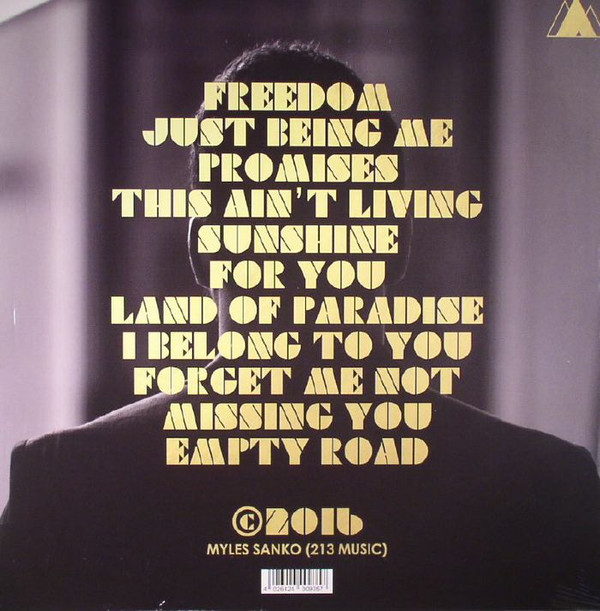 FREEDOM
JUST BEING ME
PROMISES
THIS AIN'T LIVING
SUNSHINE
FOR YOU
LAND OF PARADISE
I BELONG TO YOU
FORGET ME NOT
MISSING YOU
EMPTY ROAD
©2016
MYLES SANKO (213 MUSIC)